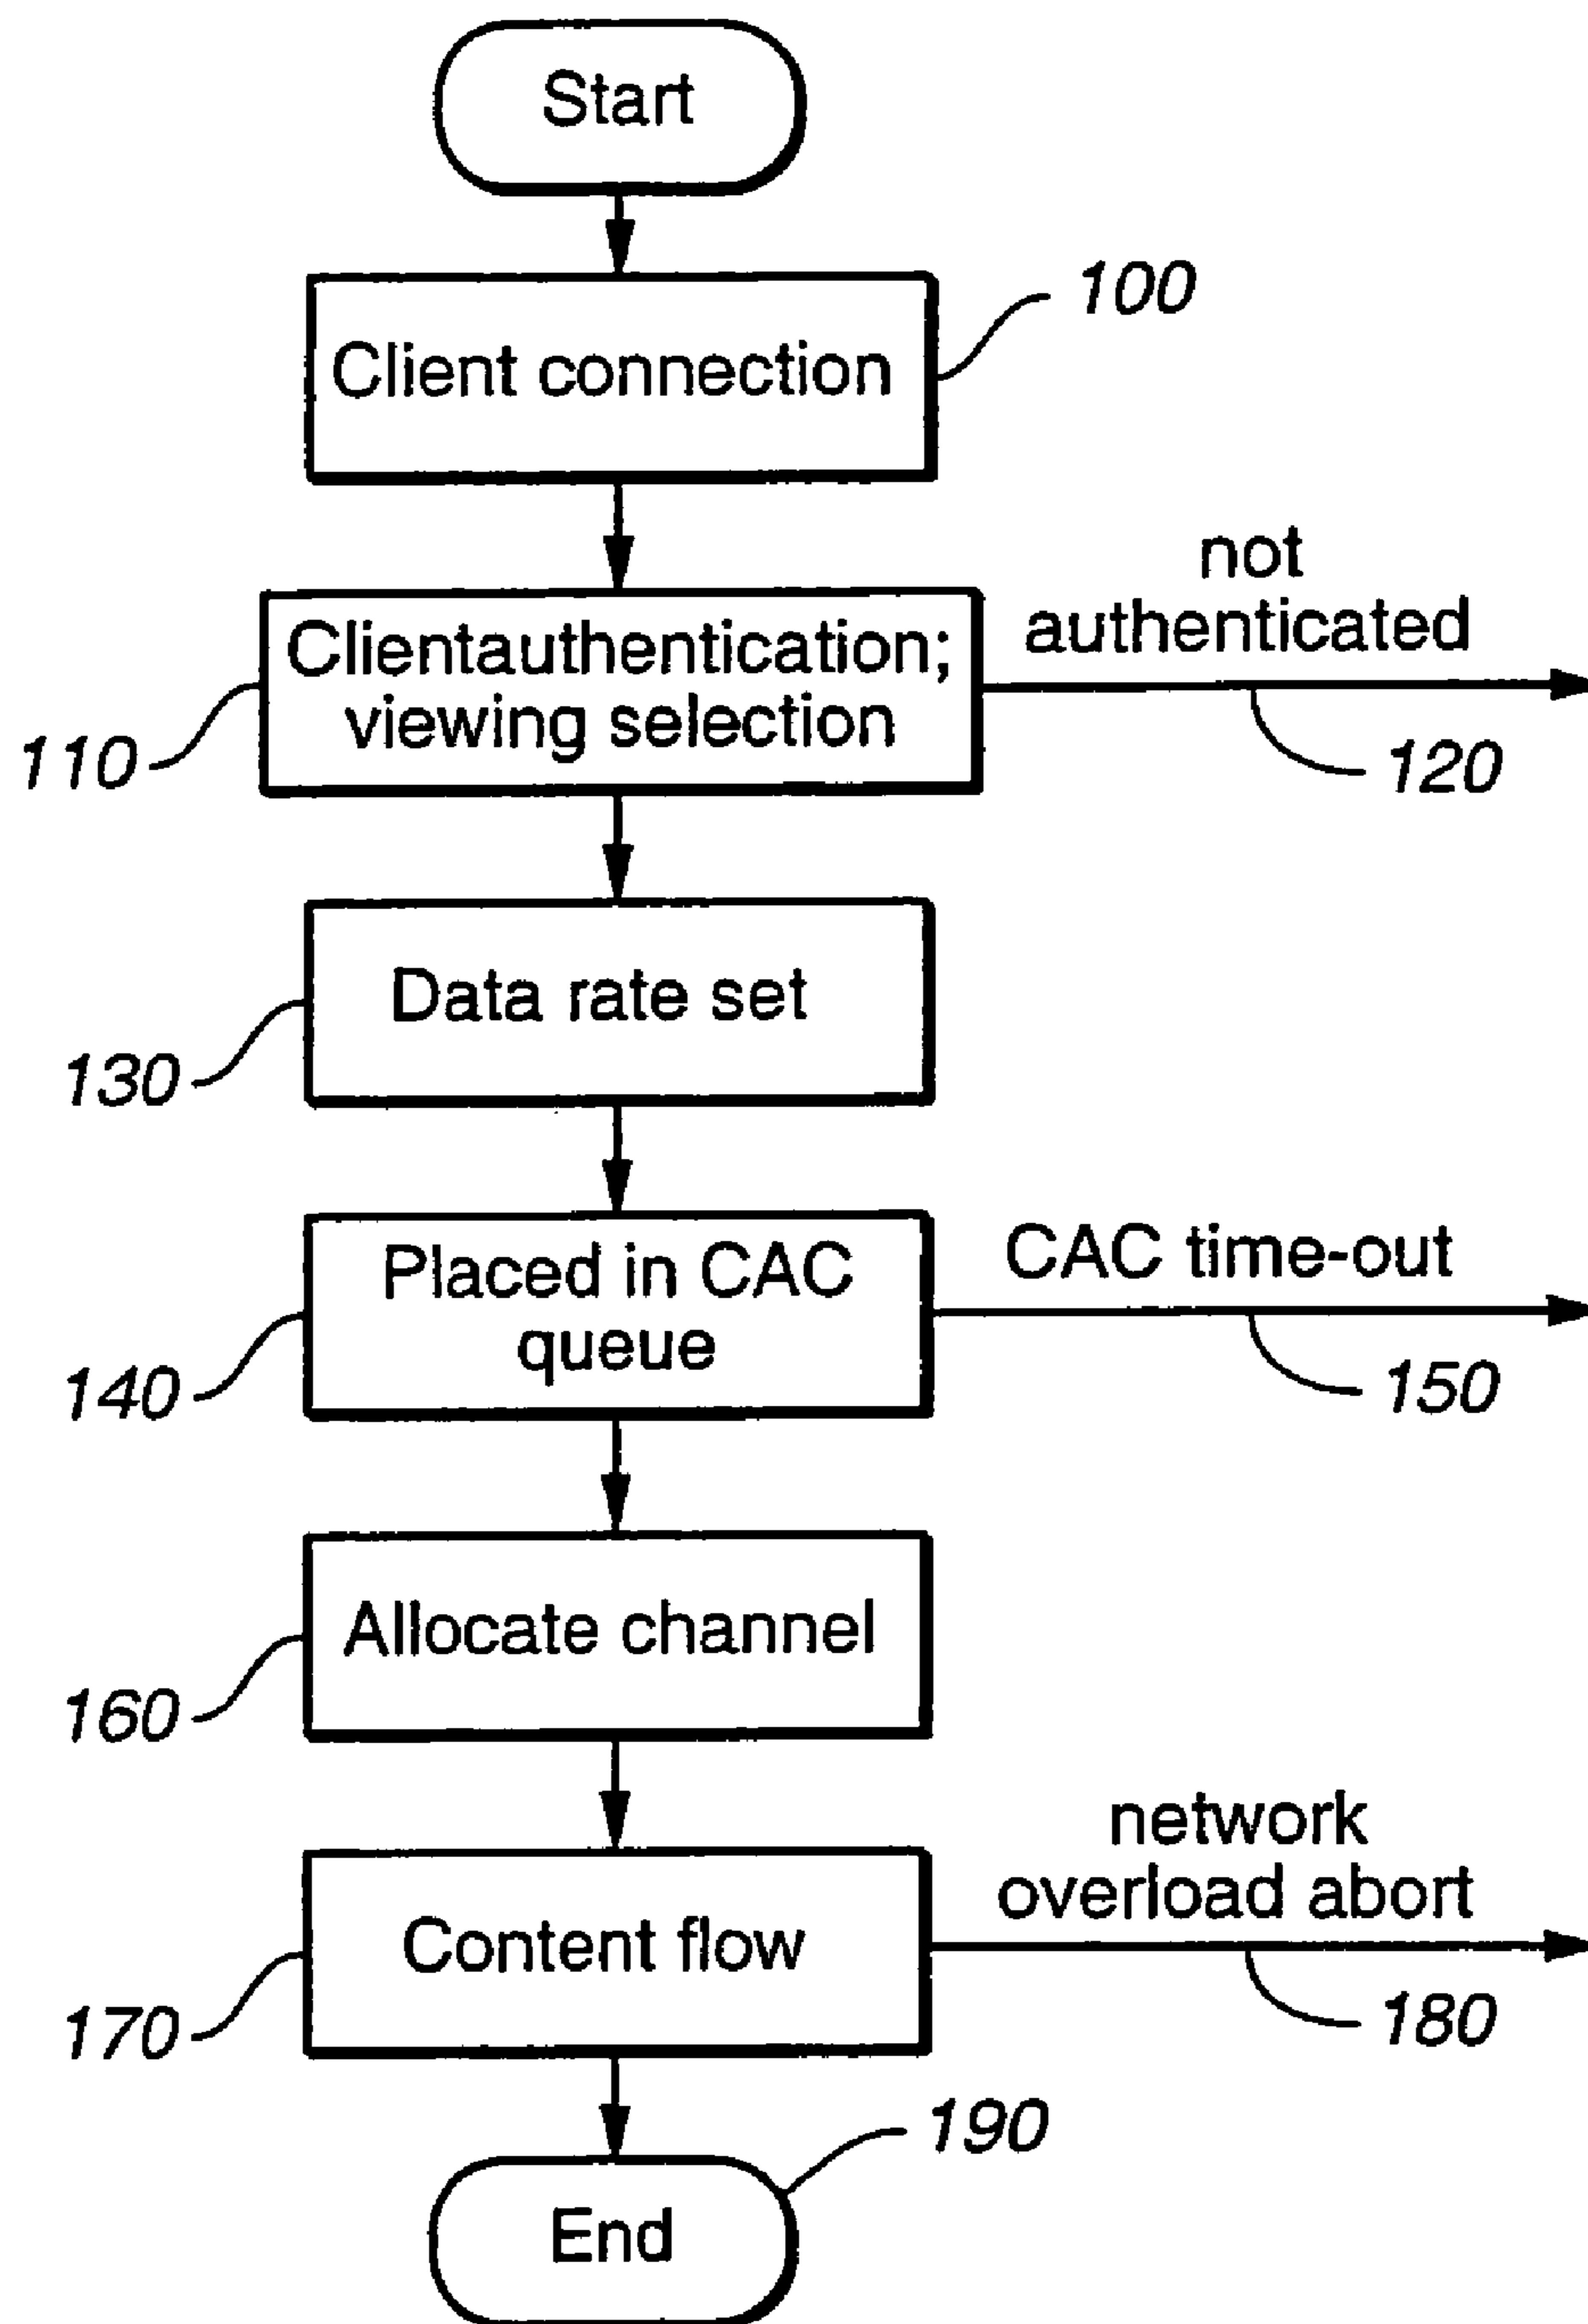 Start
Client connection
100
Clientauthentication;
viewing selection
110
not
authenticated
120
Data rate set
130
Placed in CAC
queue
140
CAC time-out
150
Allocate channel
160
Content flow
170
network
overload abort
180
End
190